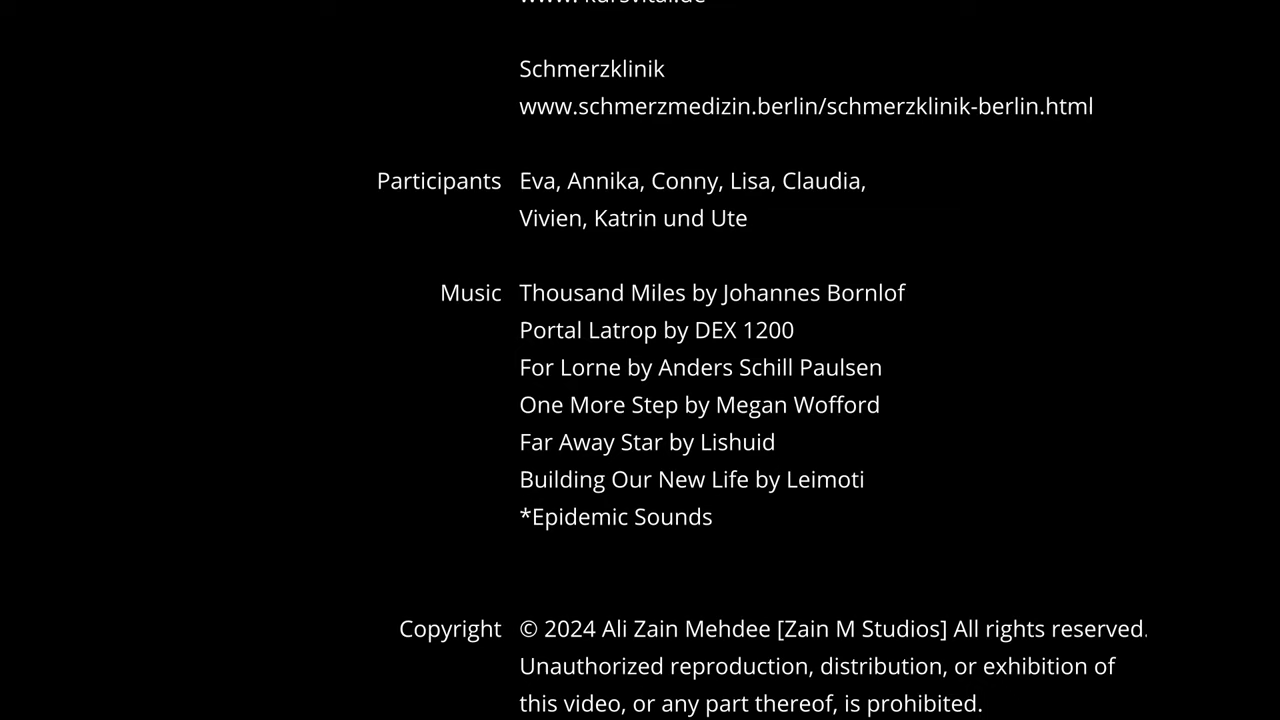 Schmerzklinik
www.schmerzmedizin.berlin/schmerzklinik-berlin.html
Participants Eva, Annika, Conny, Lisa, Claudia,
Vivien, Katrin und Ute
Music Thousand Miles by Johannes Bornlof
Portal Latrop by DEX 1200
For Lorne by Anders Schill Paulsen
One More Step by Megan Wofford
Far Away Star by Lishuid
Building Our New Life by Leimoti
*Epidemic Sounds
Copyright © 2024 Ali Zain Mehdee [Zain M Studios] All rights reserved.
Unauthorized reproduction, distribution, or exhibition of
this video, or any part thereof, is prohibited.